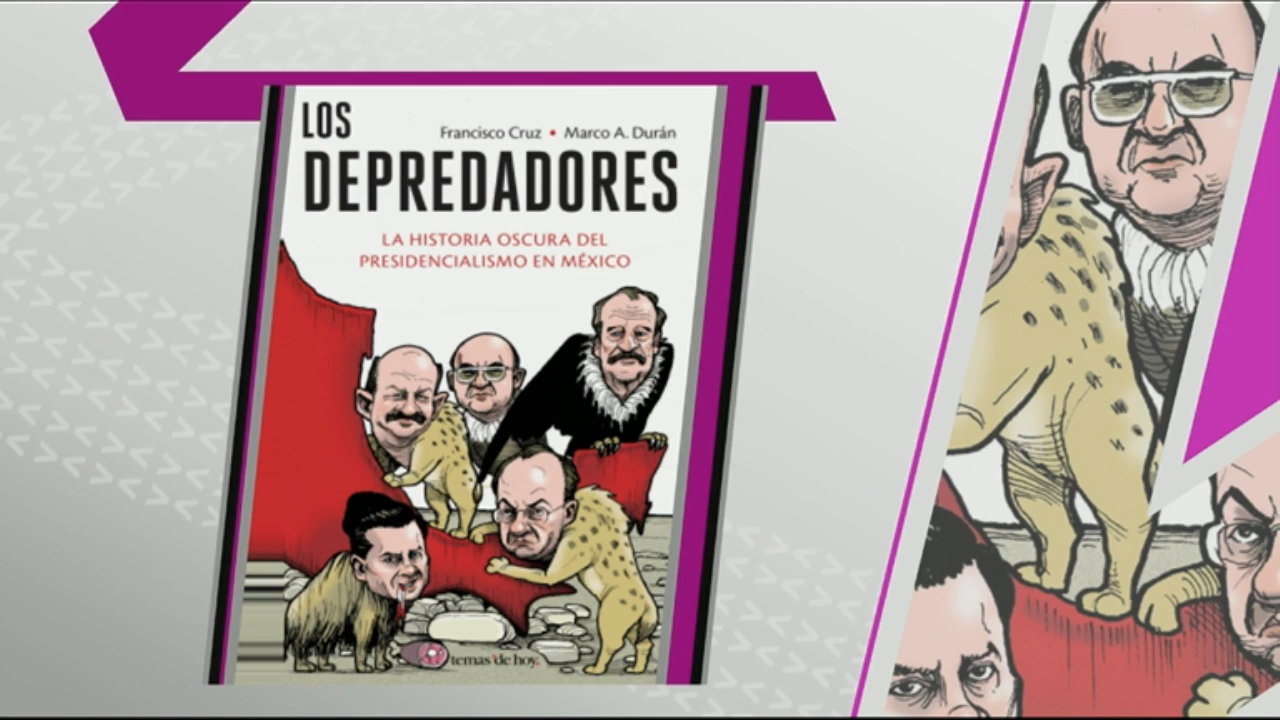 LOS
Francisco Cruz • Marco A. Durán
DEPREDADORES
LA HISTORIA OSCURA DEL
PRESIDENCIALISMO EN MÉXICO
temas'de hoy.